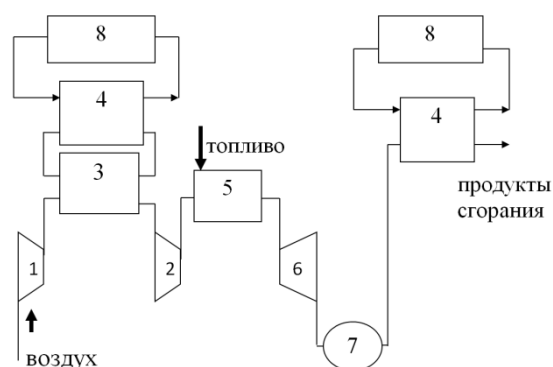 8
8
4
4
3
топливо
5
продукты
сгорания
1
2
6
7
воздух